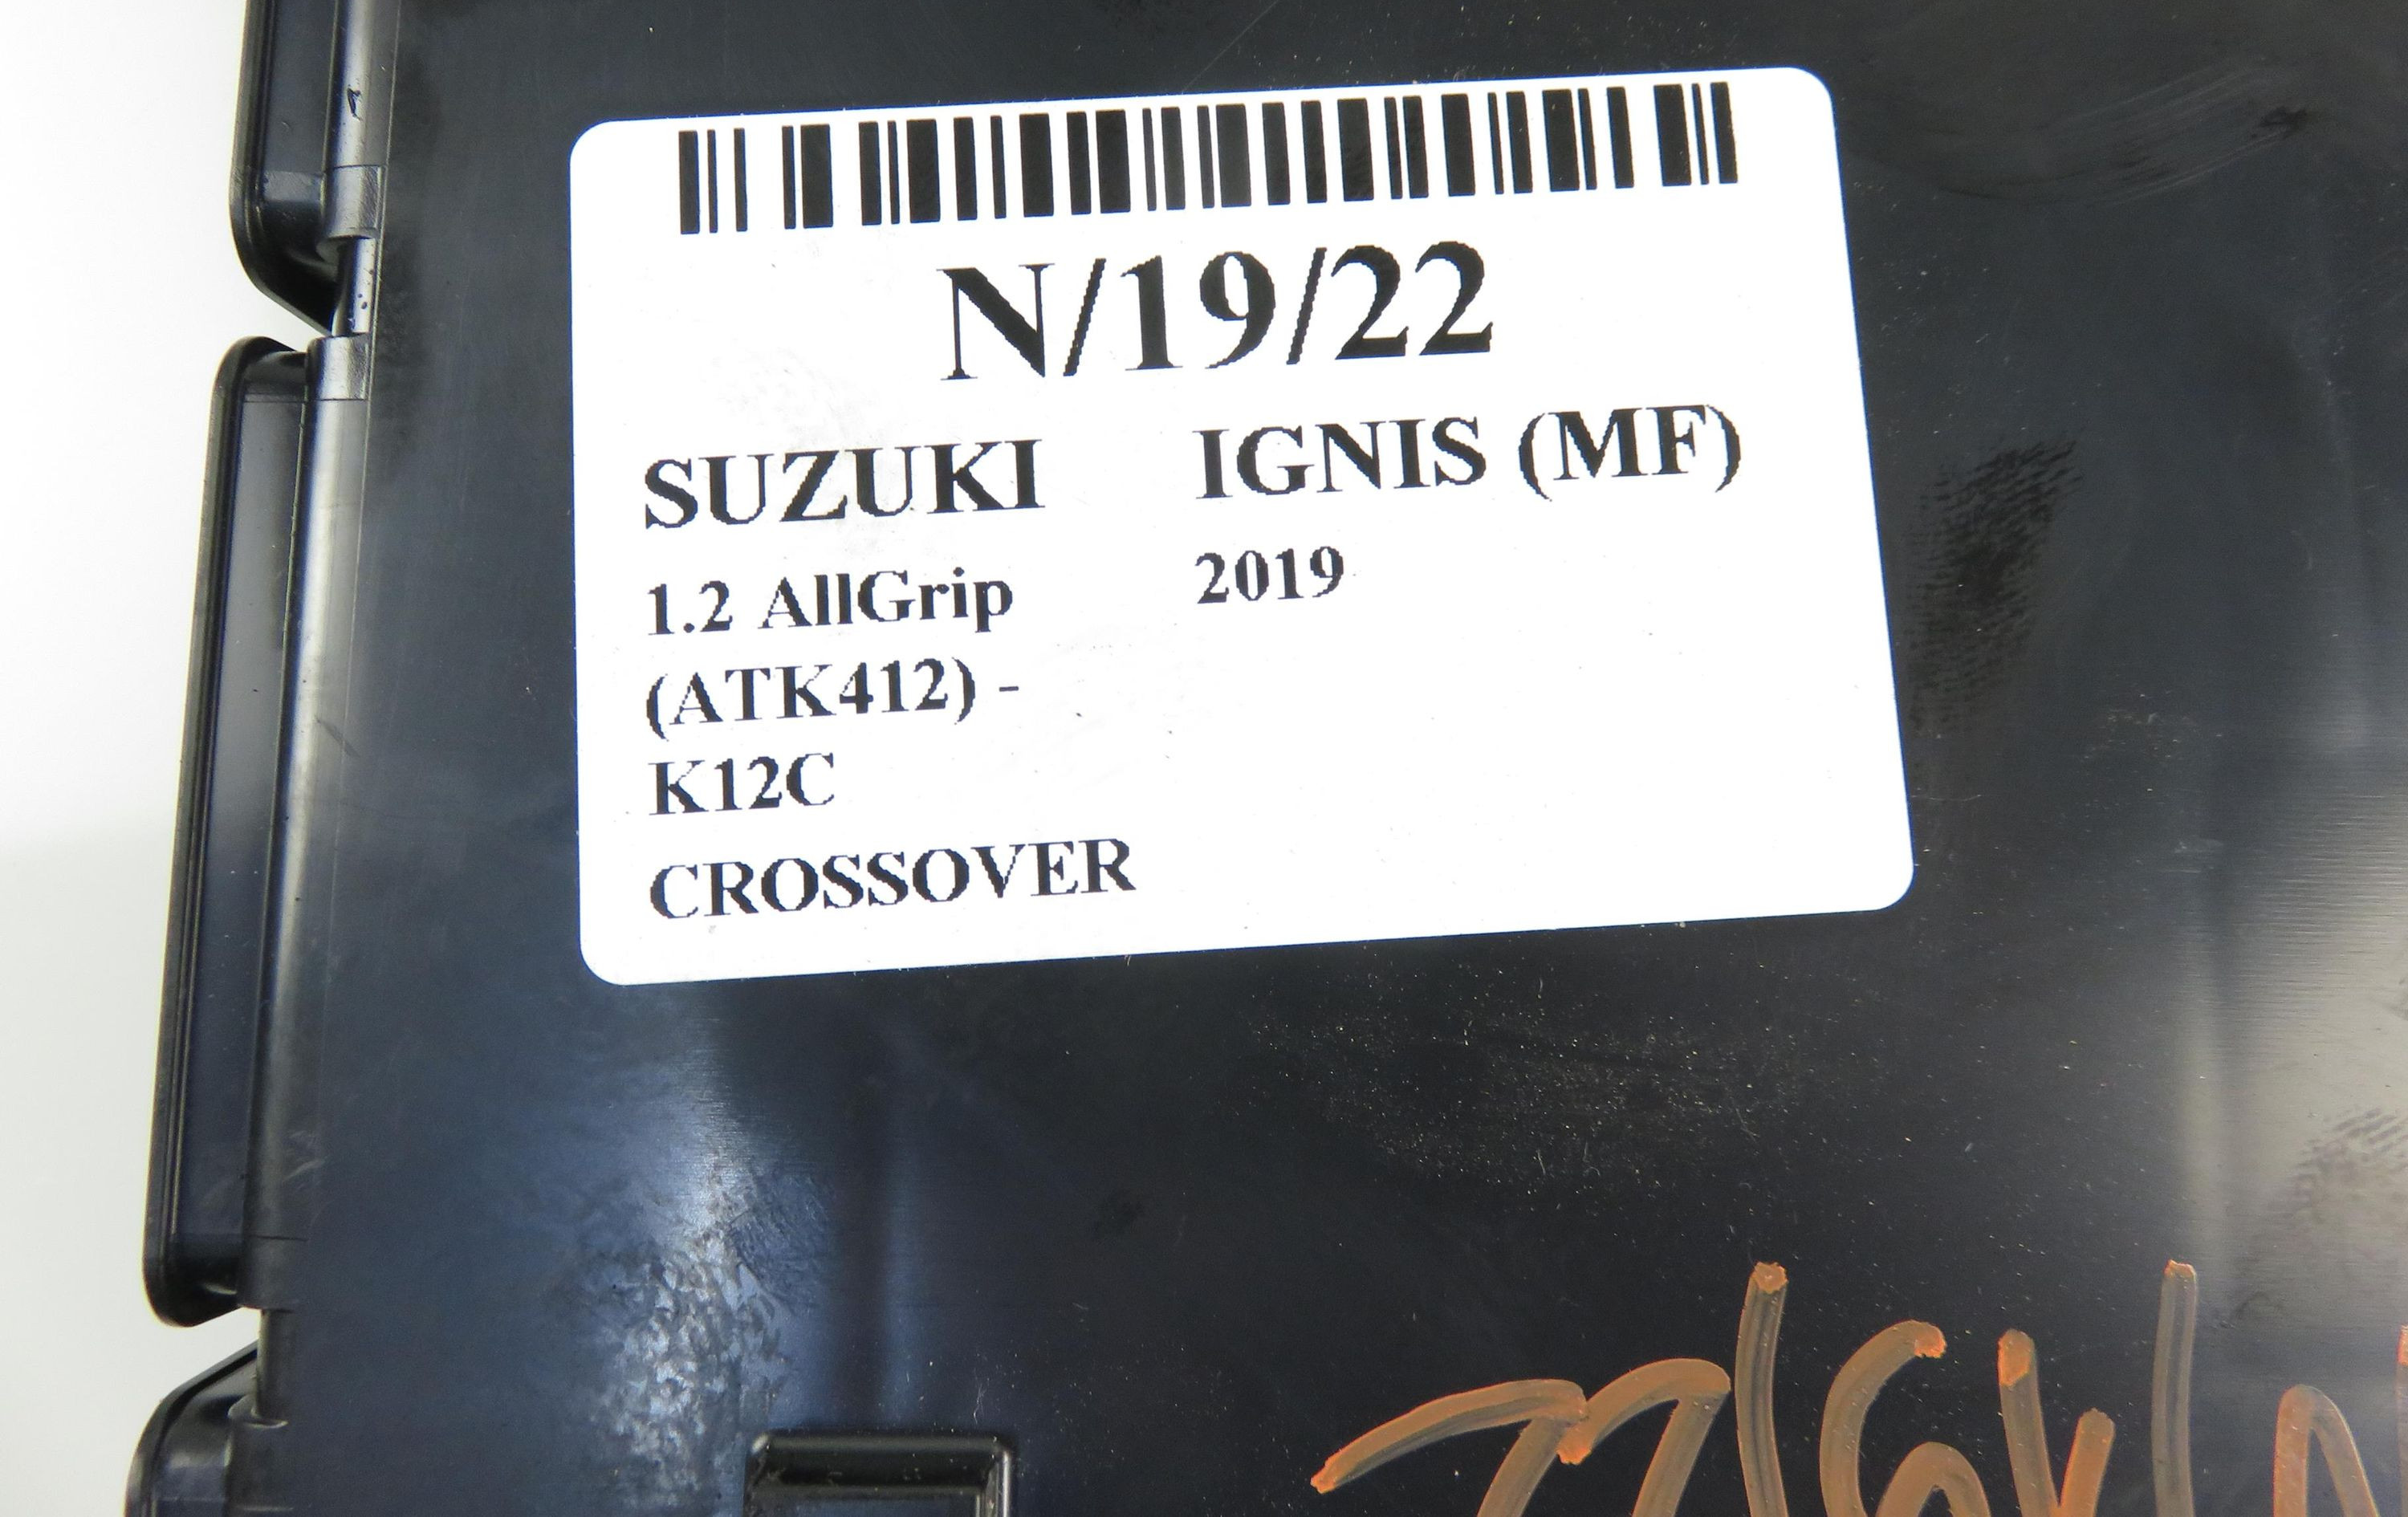 N/19/22
SUZUKI IGNIS (MF)
1.2 AllGrip 2019
(ATK412) -
K12C
CROSSOVER